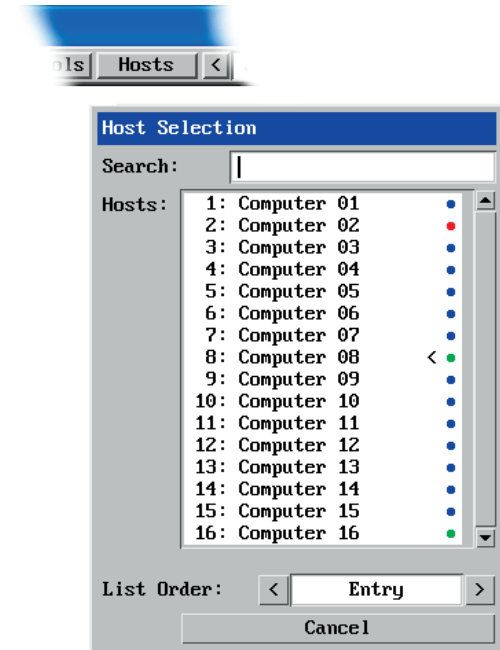 ols Hosts <
Host Selection
Search:
Hosts: 1: Computer 01
2: Computer 02
3: Computer 03
4: Computer 04
5: Computer 05
6: Computer 06
7: Computer 07
8: Computer 08 <
9: Computer 09
10: Computer 10
11: Computer 11
12: Computer 12
13: Computer 13
14: Computer 14
15: Computer 15
16: Computer 16
List Order: < Entry >
Cancel